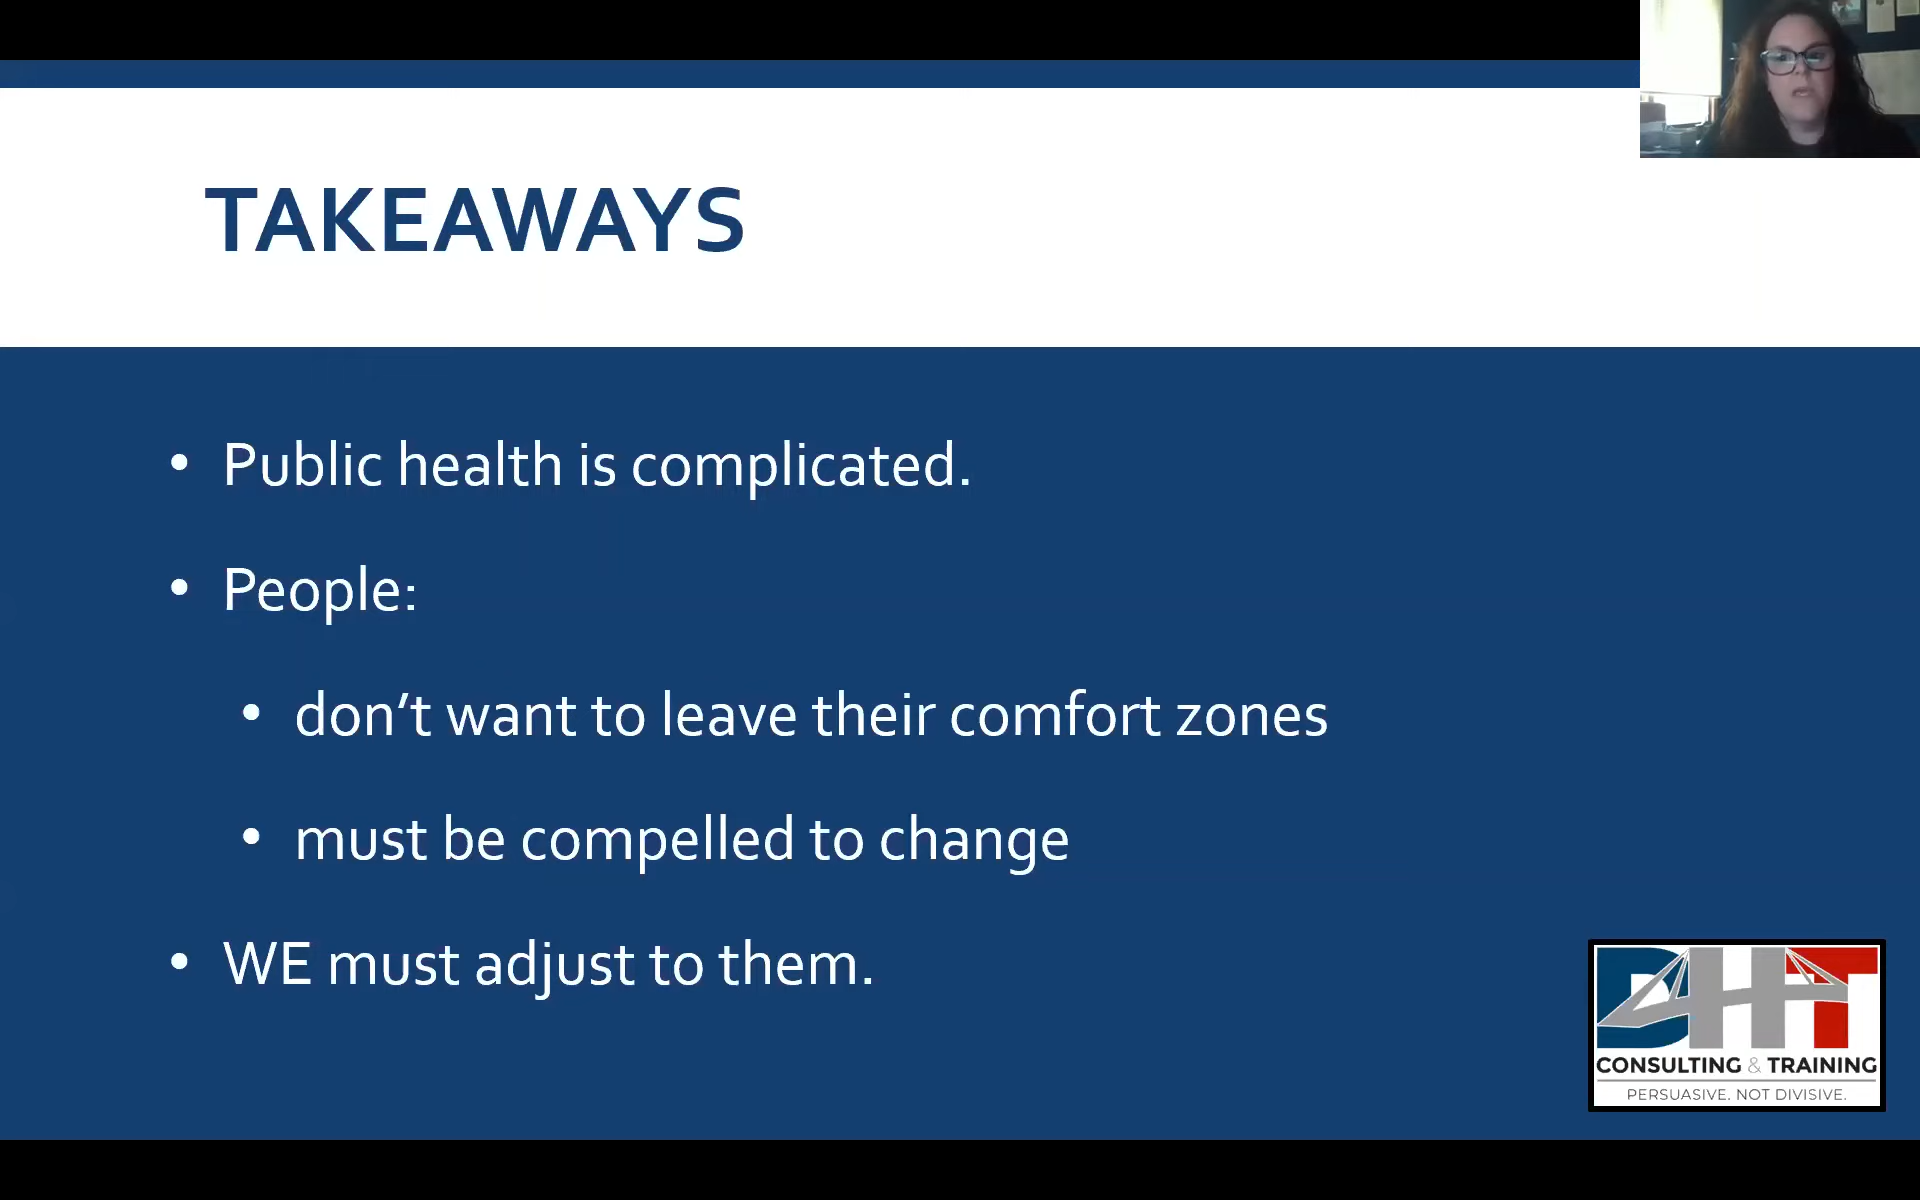 TAKEAWAYS
• Public health is complicated.
• People:
• don’t want to leave their comfort zones
• must be compelled to change
• WE must adjust to them.
DHT
CONSULTING & TRAINING
PERSUASIVE. NOT DIVISIVE.